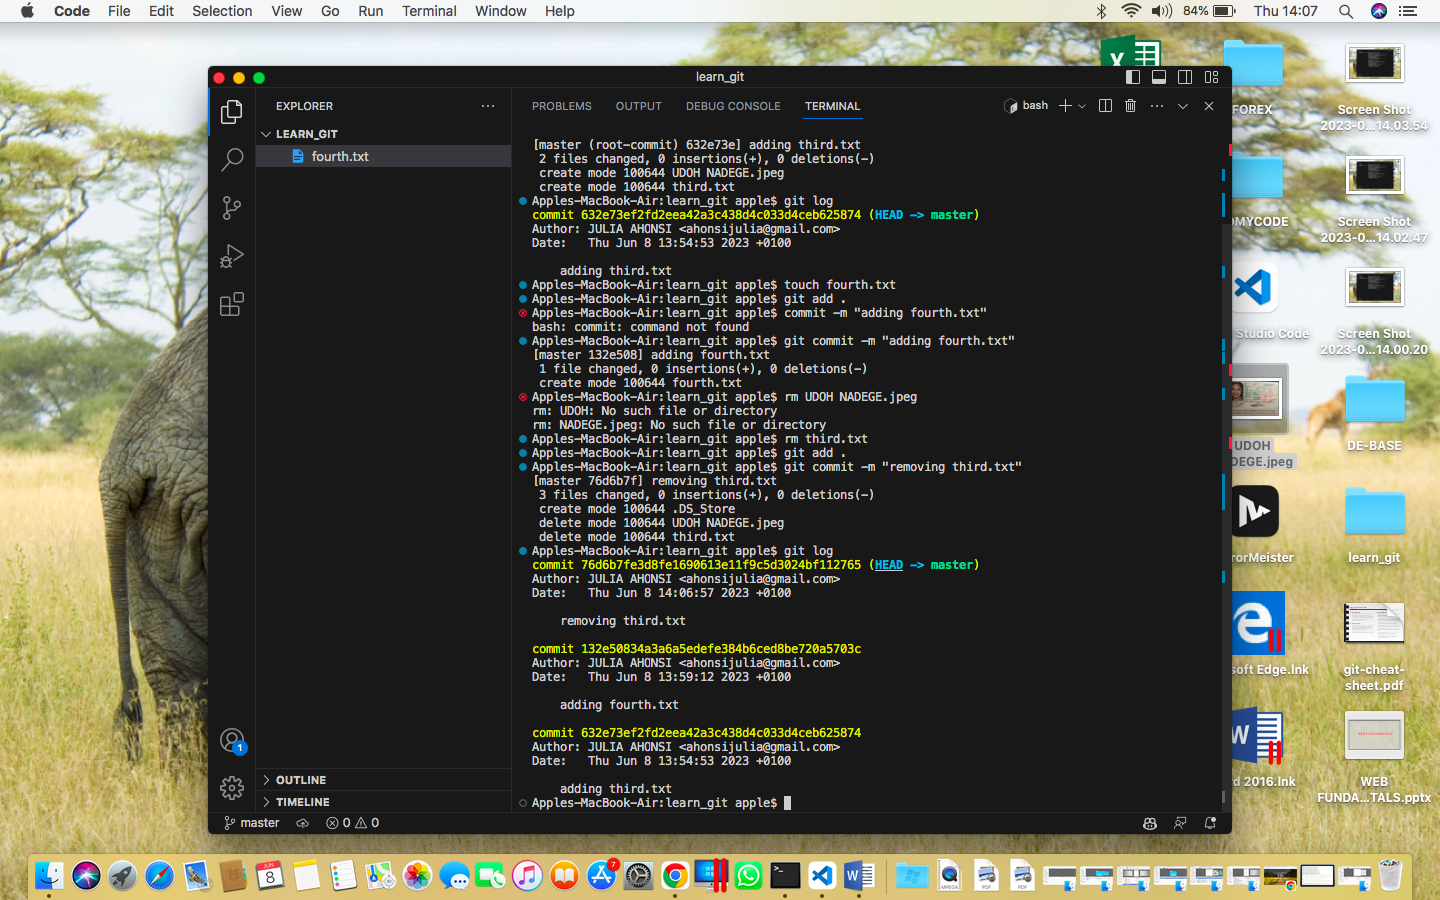 Code File Edit Selection View Go Run Terminal Window Help 84% Thu 14:07
learn_git
EXPLORER
LEARN_GIT
fourth.txt
OUTLINE
TIMELINE
PROBLEMS OUTPUT DEBUG CONSOLE TERMINAL bash
[master (root-commit) 632e73e] adding third.txt
2 files changed, 0 insertions(+), 0 deletions(-)
create mode 100644 UDOH NADEGE.jpeg
create mode 100644 third.txt
Apples-MacBook-Air:learn_git apple$ git log
commit 632e73ef2fd2eea42a3c438d4c033d4ceb625874 (HEAD -> master)
Author: JULIA AHONSI <ahonsijulia@gmail.com>
Date: Thu Jun 8 13:54:53 2023 +0100
adding third.txt
Apples-MacBook-Air:learn_git apple$ touch fourth.txt
Apples-MacBook-Air:learn_git apple$ git add .
Apples-MacBook-Air:learn_git apple$ commit -m "adding fourth.txt"
bash: commit: command not found
Apples-MacBook-Air:learn_git apple$ git commit -m "adding fourth.txt"
[master 132e508] adding fourth.txt
1 file changed, 0 insertions(+), 0 deletions(-)
create mode 100644 fourth.txt
Apples-MacBook-Air:learn_git apple$ rm UDOH NADEGE.jpeg
rm: UDOH: No such file or directory
rm: NADEGE.jpeg: No such file or directory
Apples-MacBook-Air:learn_git apple$ rm third.txt
Apples-MacBook-Air:learn_git apple$ git add .
Apples-MacBook-Air:learn_git apple$ git commit -m "removing third.txt"
[master 76d6b7f] removing third.txt
3 files changed, 0 insertions(+), 0 deletions(-)
create mode 100644 .DS_Store
delete mode 100644 UDOH NADEGE.jpeg
delete mode 100644 third.txt
Apples-MacBook-Air:learn_git apple$ git log
commit 76d6b7fe3d8fe1690613e11f9c5d3024bf112765 (HEAD -> master)
Author: JULIA AHONSI <ahonsijulia@gmail.com>
Date: Thu Jun 8 14:06:57 2023 +0100
removing third.txt
commit 132e50834a3a6a5edefe384b6ced8be720a5703c
Author: JULIA AHONSI <ahonsijulia@gmail.com>
Date: Thu Jun 8 13:59:12 2023 +0100
adding fourth.txt
commit 632e73ef2fd2eea42a3c438d4c033d4ceb625874
Author: JULIA AHONSI <ahonsijulia@gmail.com>
Date: Thu Jun 8 13:54:53 2023 +0100
adding third.txt
Apples-MacBook-Air:learn_git apple$
1
master 0 0
FOREX
Screen Shot
2023-0...14.03.54
OMYCODE
Screen Shot
2023-0...14.02.47
Studio Code
Screen Shot
2023-0...14.00.20
UDOH
DEGE.jpeg
DE-BASE
rorMeister
learn_git
soft Edge.lnk
git-cheat-
sheet.pdf
rd 2016.lnk
WEB
FUNDA...TALS.pptx
JUN
8
7
MPEG4
PDF
PDF